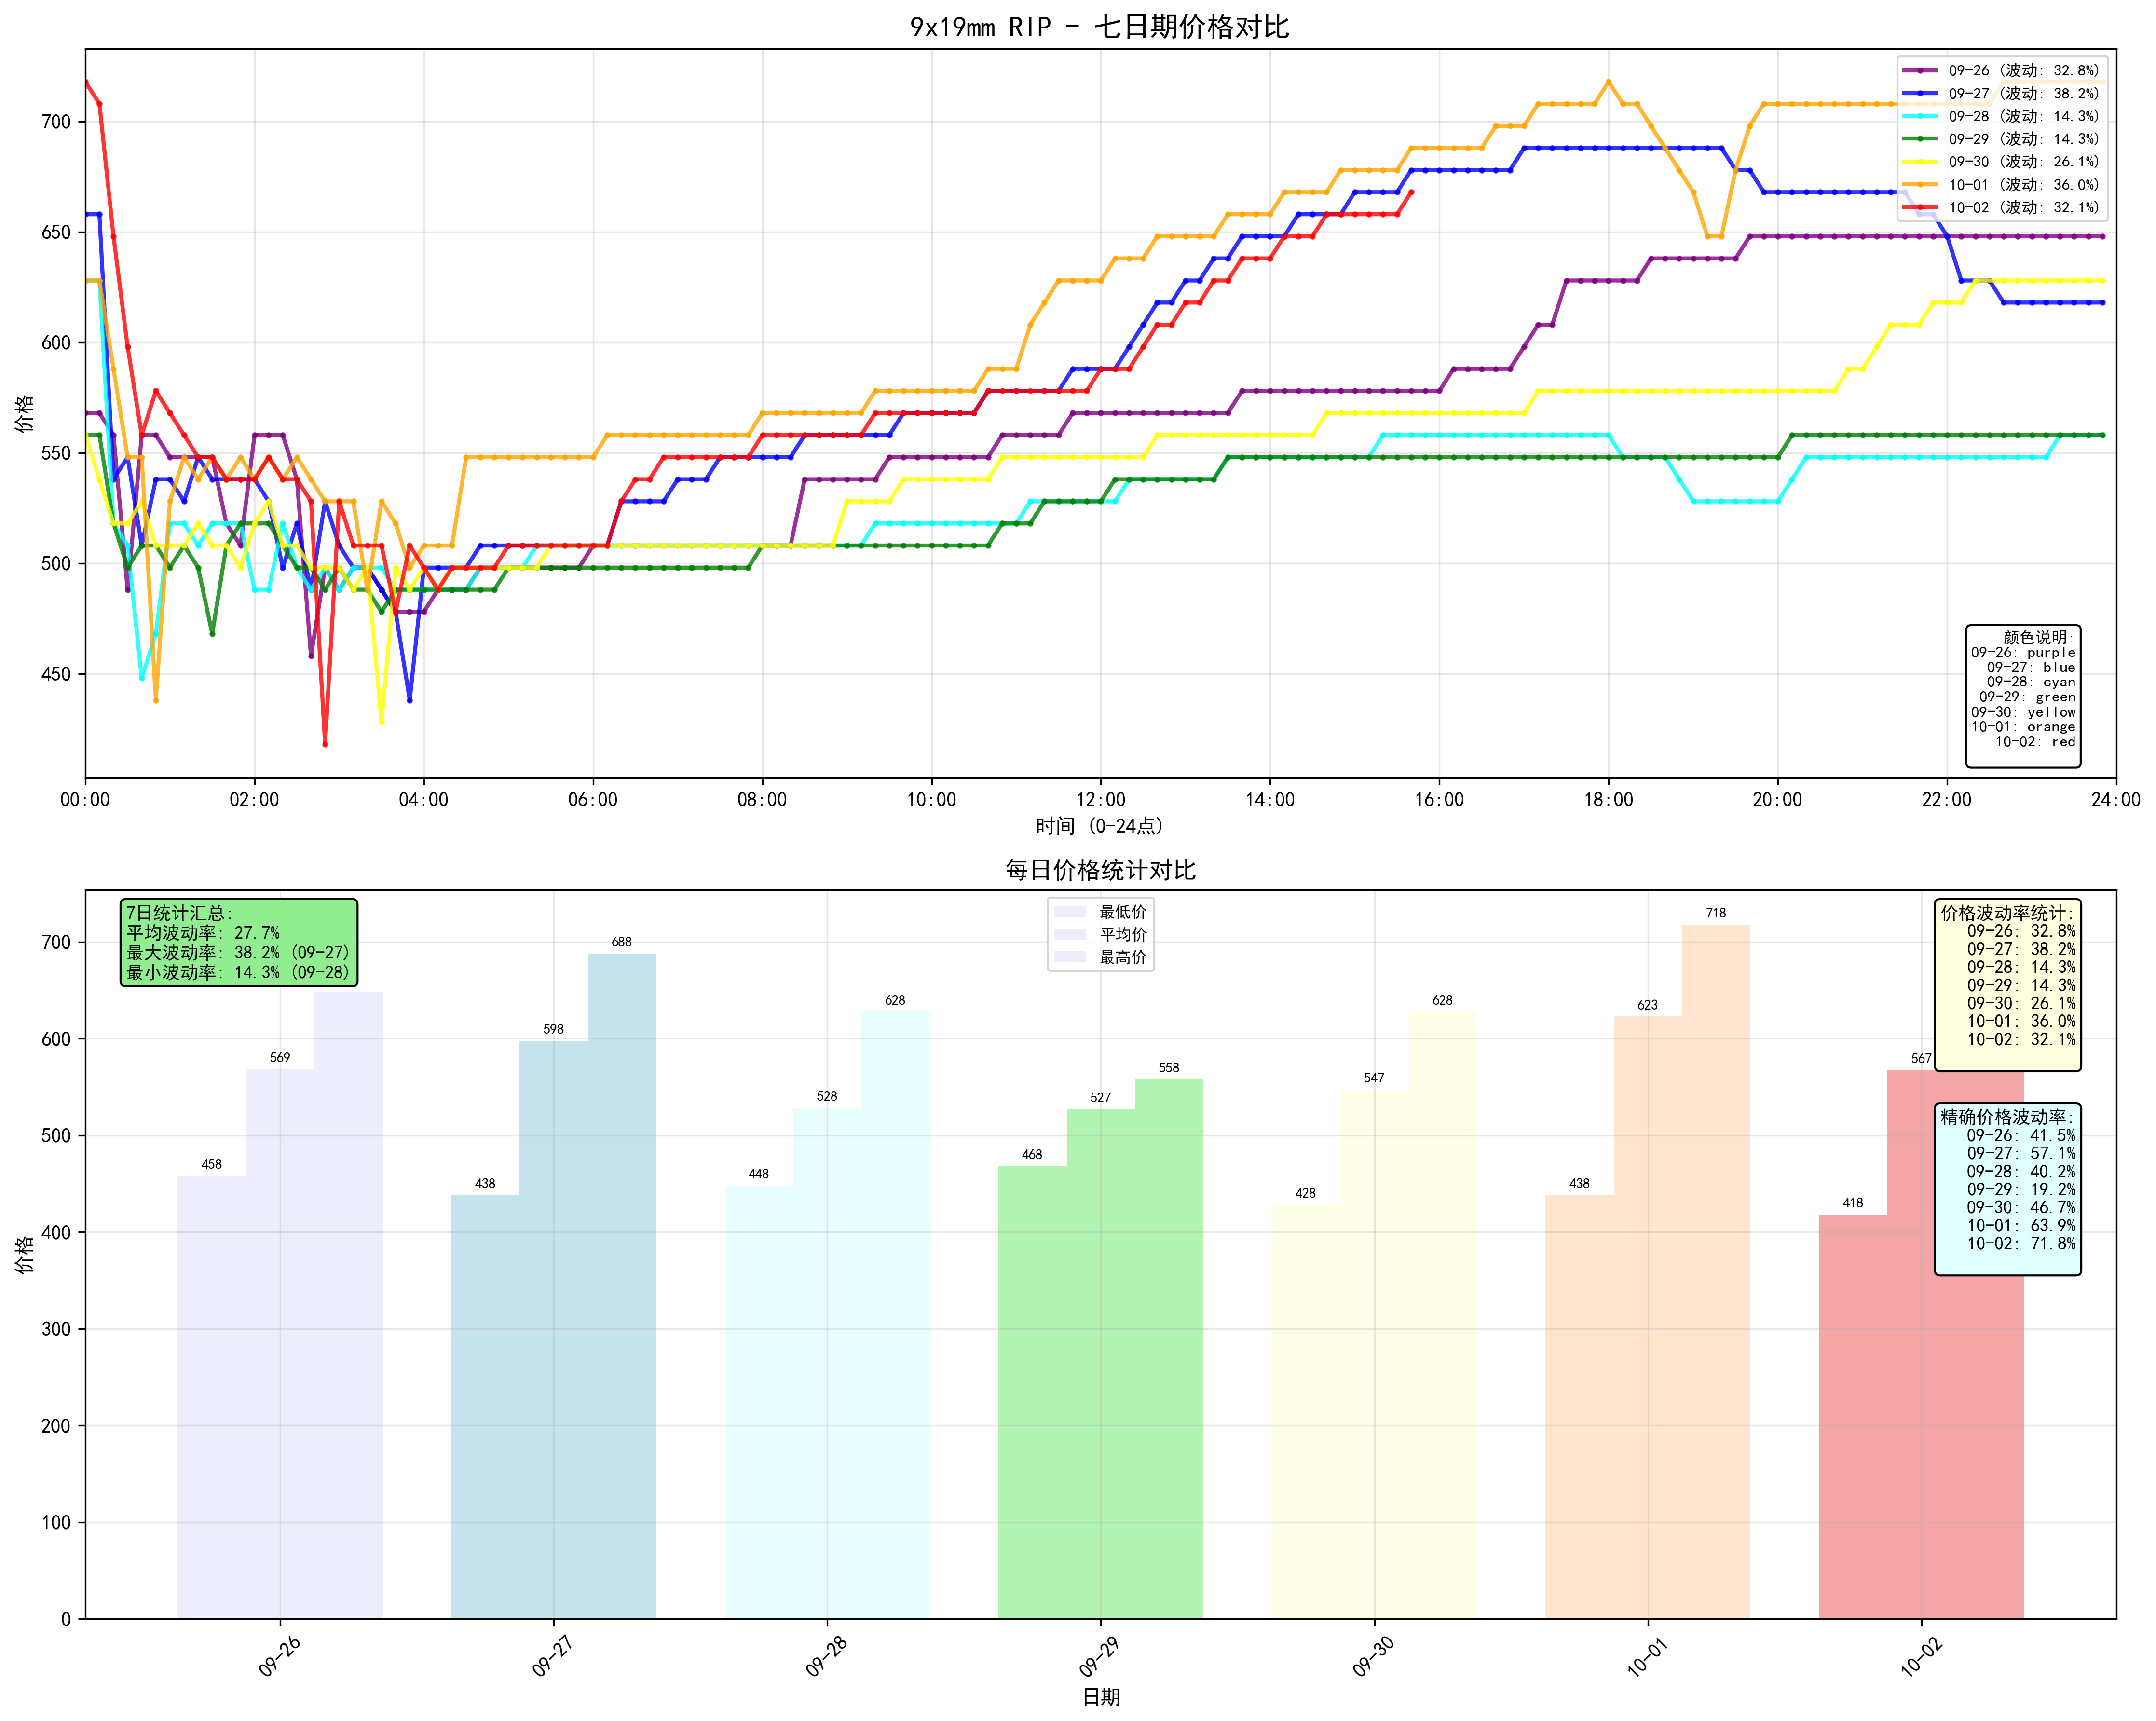 9x19mm RIP - 七日期价格对比
09-26 (波动: 32.8%)
09-27 (波动: 38.2%)
09-28 (波动: 14.3%)
09-29 (波动: 14.3%)
09-30 (波动: 26.1%)
10-01 (波动: 36.0%)
10-02 (波动: 32.1%)
价格
700
650
600
550
500
450
颜色说明:
09-26: purple
09-27: blue
09-28: cyan
09-29: green
09-30: yellow
10-01: orange
10-02: red
00:00 02:00 04:00 06:00 08:00 10:00 12:00 14:00 16:00 18:00 20:00 22:00 24:00
时间 (0-24点)
每日价格统计对比
7日统计汇总:
平均波动率: 27.7%
最大波动率: 38.2% (09-27)
最小波动率: 14.3% (09-28)
最低价
平均价
最高价
价格波动率统计:
09-26: 32.8%
09-27: 38.2%
09-28: 14.3%
09-29: 14.3%
09-30: 26.1%
10-01: 36.0%
10-02: 32.1%
精确价格波动率:
09-26: 41.5%
09-27: 57.1%
09-28: 40.2%
09-29: 19.2%
09-30: 46.7%
10-01: 63.9%
10-02: 71.8%
价格
700
600
500
400
300
200
100
0
458 569
438 598 688
448 528 628
468 527 558
428 547 628
438 623 718
418 567
09-26 09-27 09-28 09-29 09-30 10-01 10-02
日期